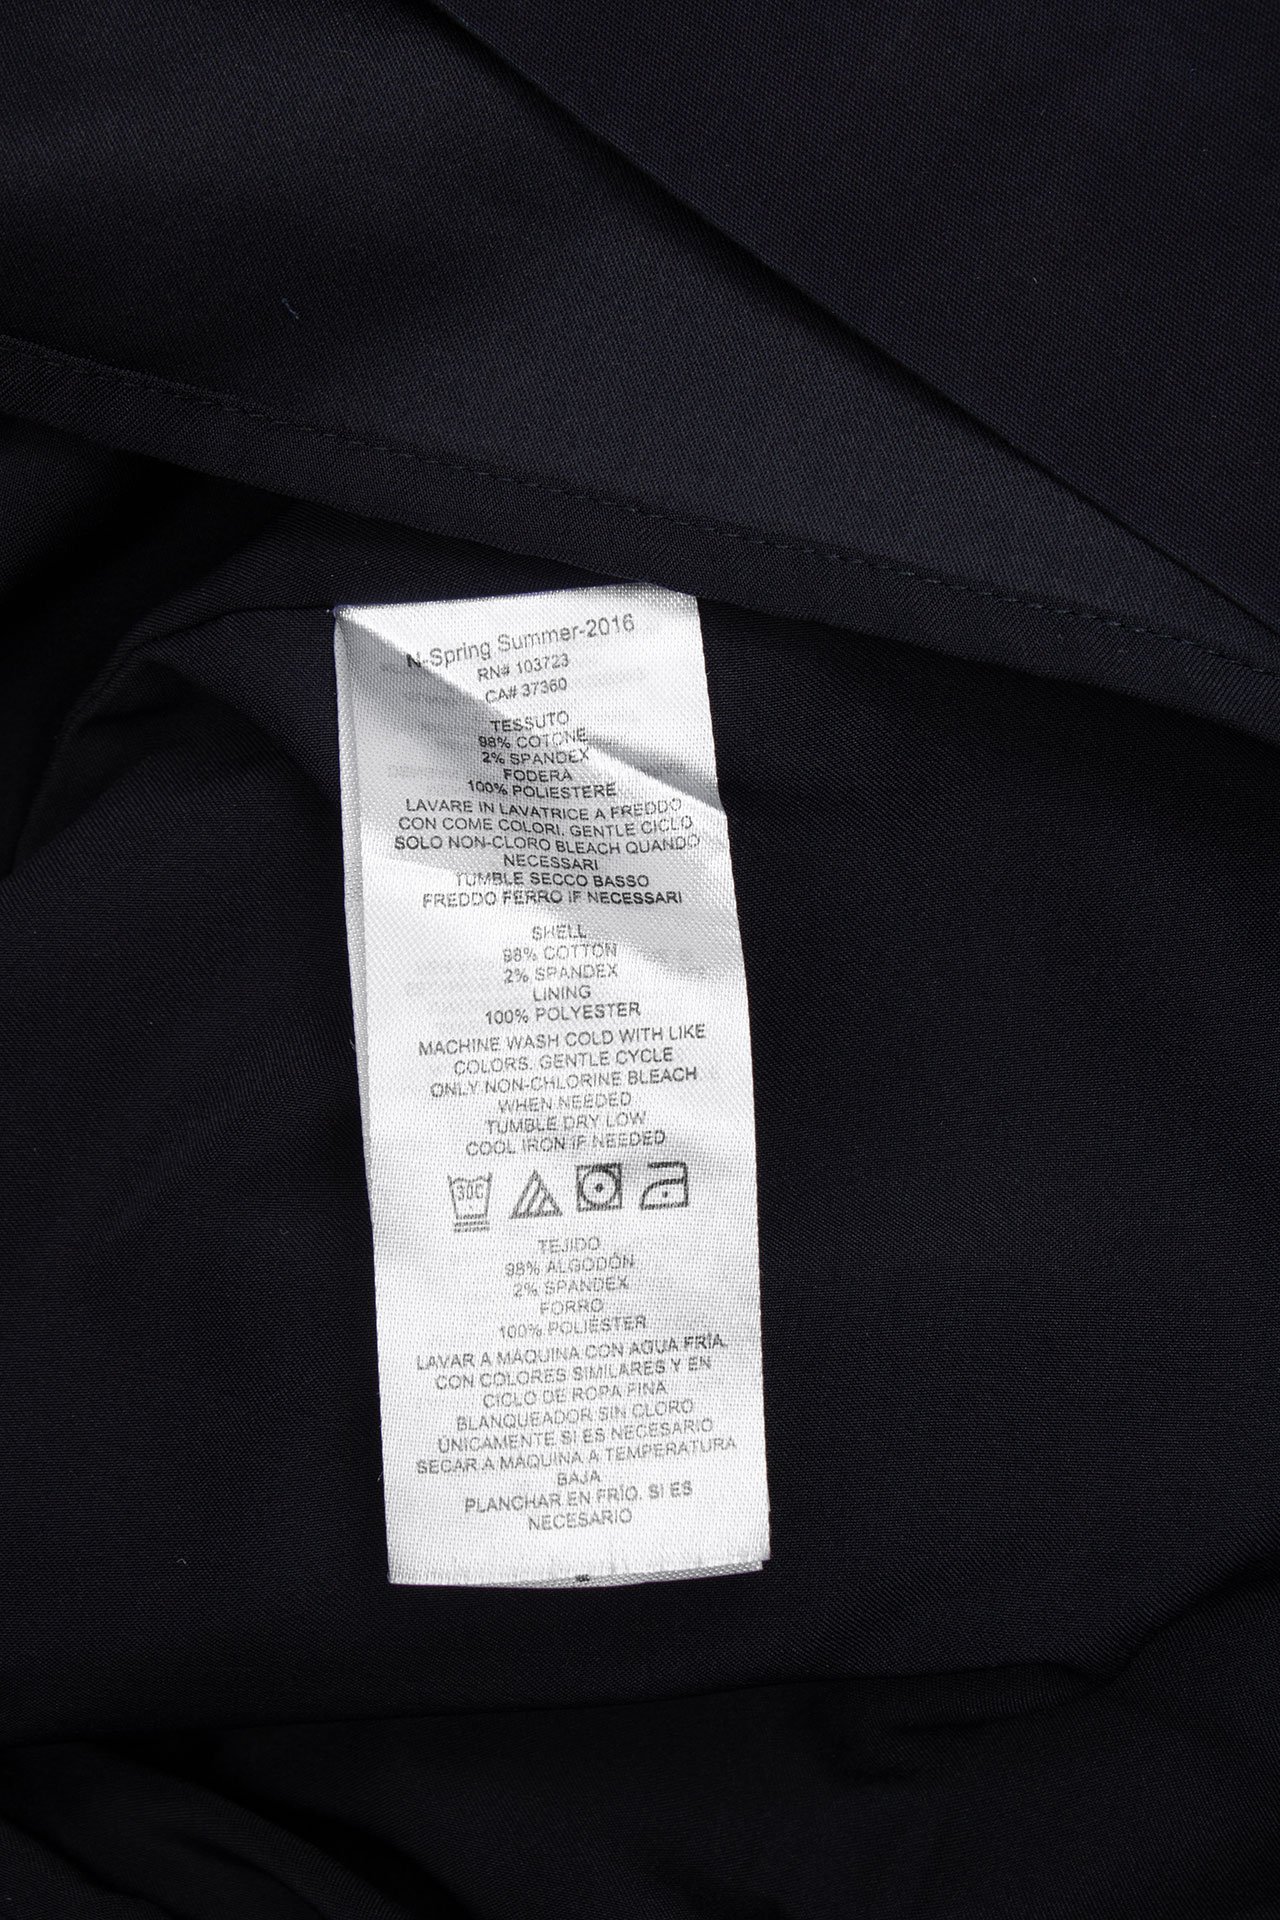 N-Spring Summer-2016
RN# 103723
CA# 37360
TESSUTO
98% COTONE
2% SPANDEX
FODERA
100% POLIESTERE
LAVARE IN LAVATRICE A FREDDO
CON COME COLORI. GENTLE CICLO
SOLO NON-CLORO BLEACH QUANDO
NECESSARI
TUMBLE SECCO BASSO
FREDDO FERRO IF NECESSARI
SHELL
98% COTTON
2% SPANDEX
LINING
100% POLYESTER
MACHINE WASH COLD WITH LIKE
COLORS. GENTLE CYCLE
ONLY NON-CHLORINE BLEACH
WHEN NEEDED
TUMBLE DRY LOW
COOL IRON IF NEEDED
30C
TEJIDO
98% ALGODÓN
2% SPANDEX
FORRO
100% POLIÉSTER
LAVAR A MÁQUINA CON AGUA FRÍA.
CON COLORES SIMILARES Y EN
CICLO DE ROPA FINA
BLANQUEADOR SIN CLORO
ÚNICAMENTE SI ES NECESARIO
SECAR A MÁQUINA A TEMPERATURA
BAJA
PLANCHAR EN FRÍO. SI ES
NECESARIO